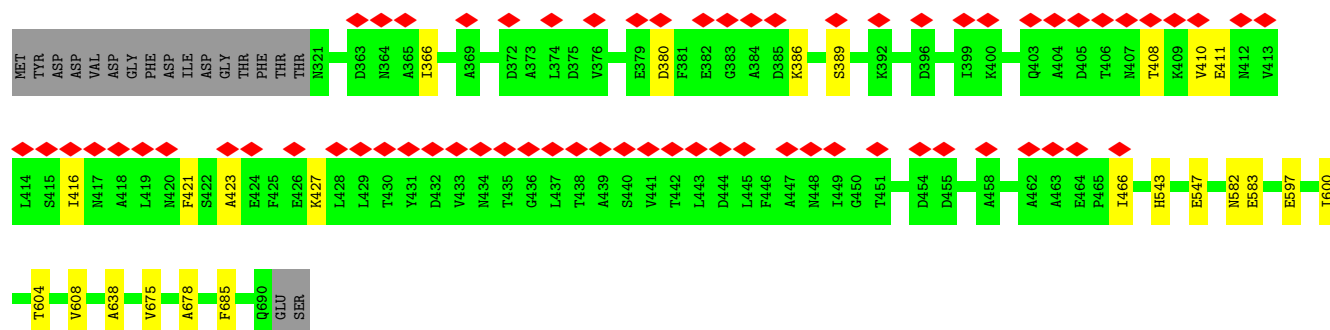 MET TYR ASP ASP VAL ASP GLY PHE ASP ILE ASP GLY THR PHE THR THR N321 D363 N364 A365 I366 A369 D372 A373 L374 D375 V376 E379 D380 F381 E382 G383 A384 D385 K386 S389 K392 D396 I399 K400 Q403 A404 D405 T406 N407 T408 K409 V410 E411 N412 V413
L414 S415 I416 N417 A418 L419 N420 F421 S422 A423 E424 F425 E426 K427 L428 L429 T430 Y431 D432 V433 N434 T435 G436 L437 T438 A439 S440 V441 T442 L443 D444 L445 F446 A447 N448 I449 G450 T451 D454 D455 A458 A462 A463 E464 P465 I466 H543 E547 N582 E583 E597 I600
T604 V608 A638 V675 A678 F685 Q690 GLU SER